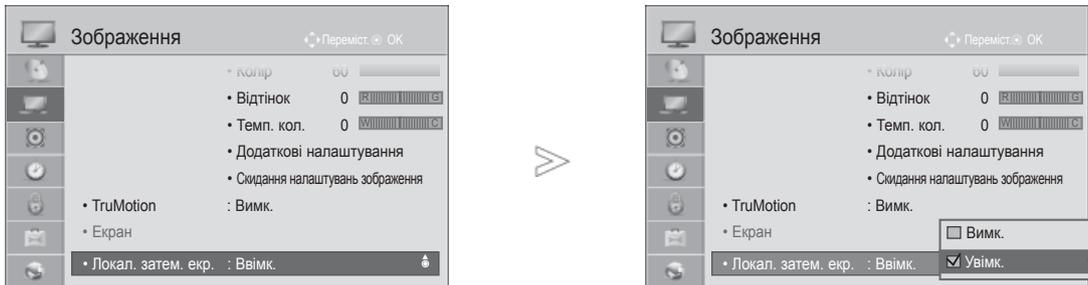 Зображення Переміст. OK
• Колір 60
• Відтінок 0 R G
• Темп. кол. 0 W C
• Додаткові налаштування
• Скидання налаштувань зображення
• TruMotion : Вимк.
• Екран
• Локал. затем. екр. : Ввімк.
Зображення Переміст. OK
• Колір 60
• Відтінок 0 R G
• Темп. кол. 0 W C
• Додаткові налаштування
• Скидання налаштувань зображення
• TruMotion : Вимк.
• Екран
• Локал. затем. екр. : Ввімк.
Вимк.
Увімк.